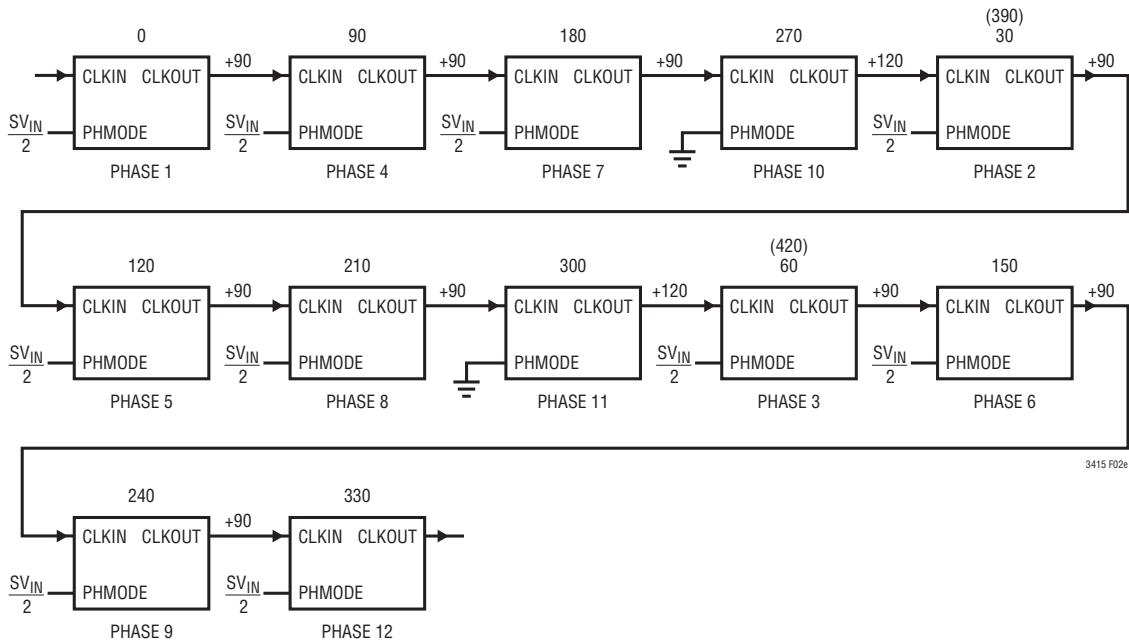 (390)
0 90 180 270 30
CLKIN CLKOUT +90 CLKIN CLKOUT +90 CLKIN CLKOUT +90 CLKIN CLKOUT +120 CLKIN CLKOUT +90
SVIN/2 PHMODE SVIN/2 PHMODE SVIN/2 PHMODE PHMODE SVIN/2 PHMODE
PHASE 1 PHASE 4 PHASE 7 PHASE 10 PHASE 2
(420)
120 210 300 60 150
CLKIN CLKOUT +90 CLKIN CLKOUT +90 CLKIN CLKOUT +120 CLKIN CLKOUT +90 CLKIN CLKOUT +90
SVIN/2 PHMODE SVIN/2 PHMODE PHMODE SVIN/2 PHMODE SVIN/2 PHMODE
PHASE 5 PHASE 8 PHASE 11 PHASE 3 PHASE 6
3415 F02e
240 330
CLKIN CLKOUT +90 CLKIN CLKOUT
SVIN/2 PHMODE SVIN/2 PHMODE
PHASE 9 PHASE 12